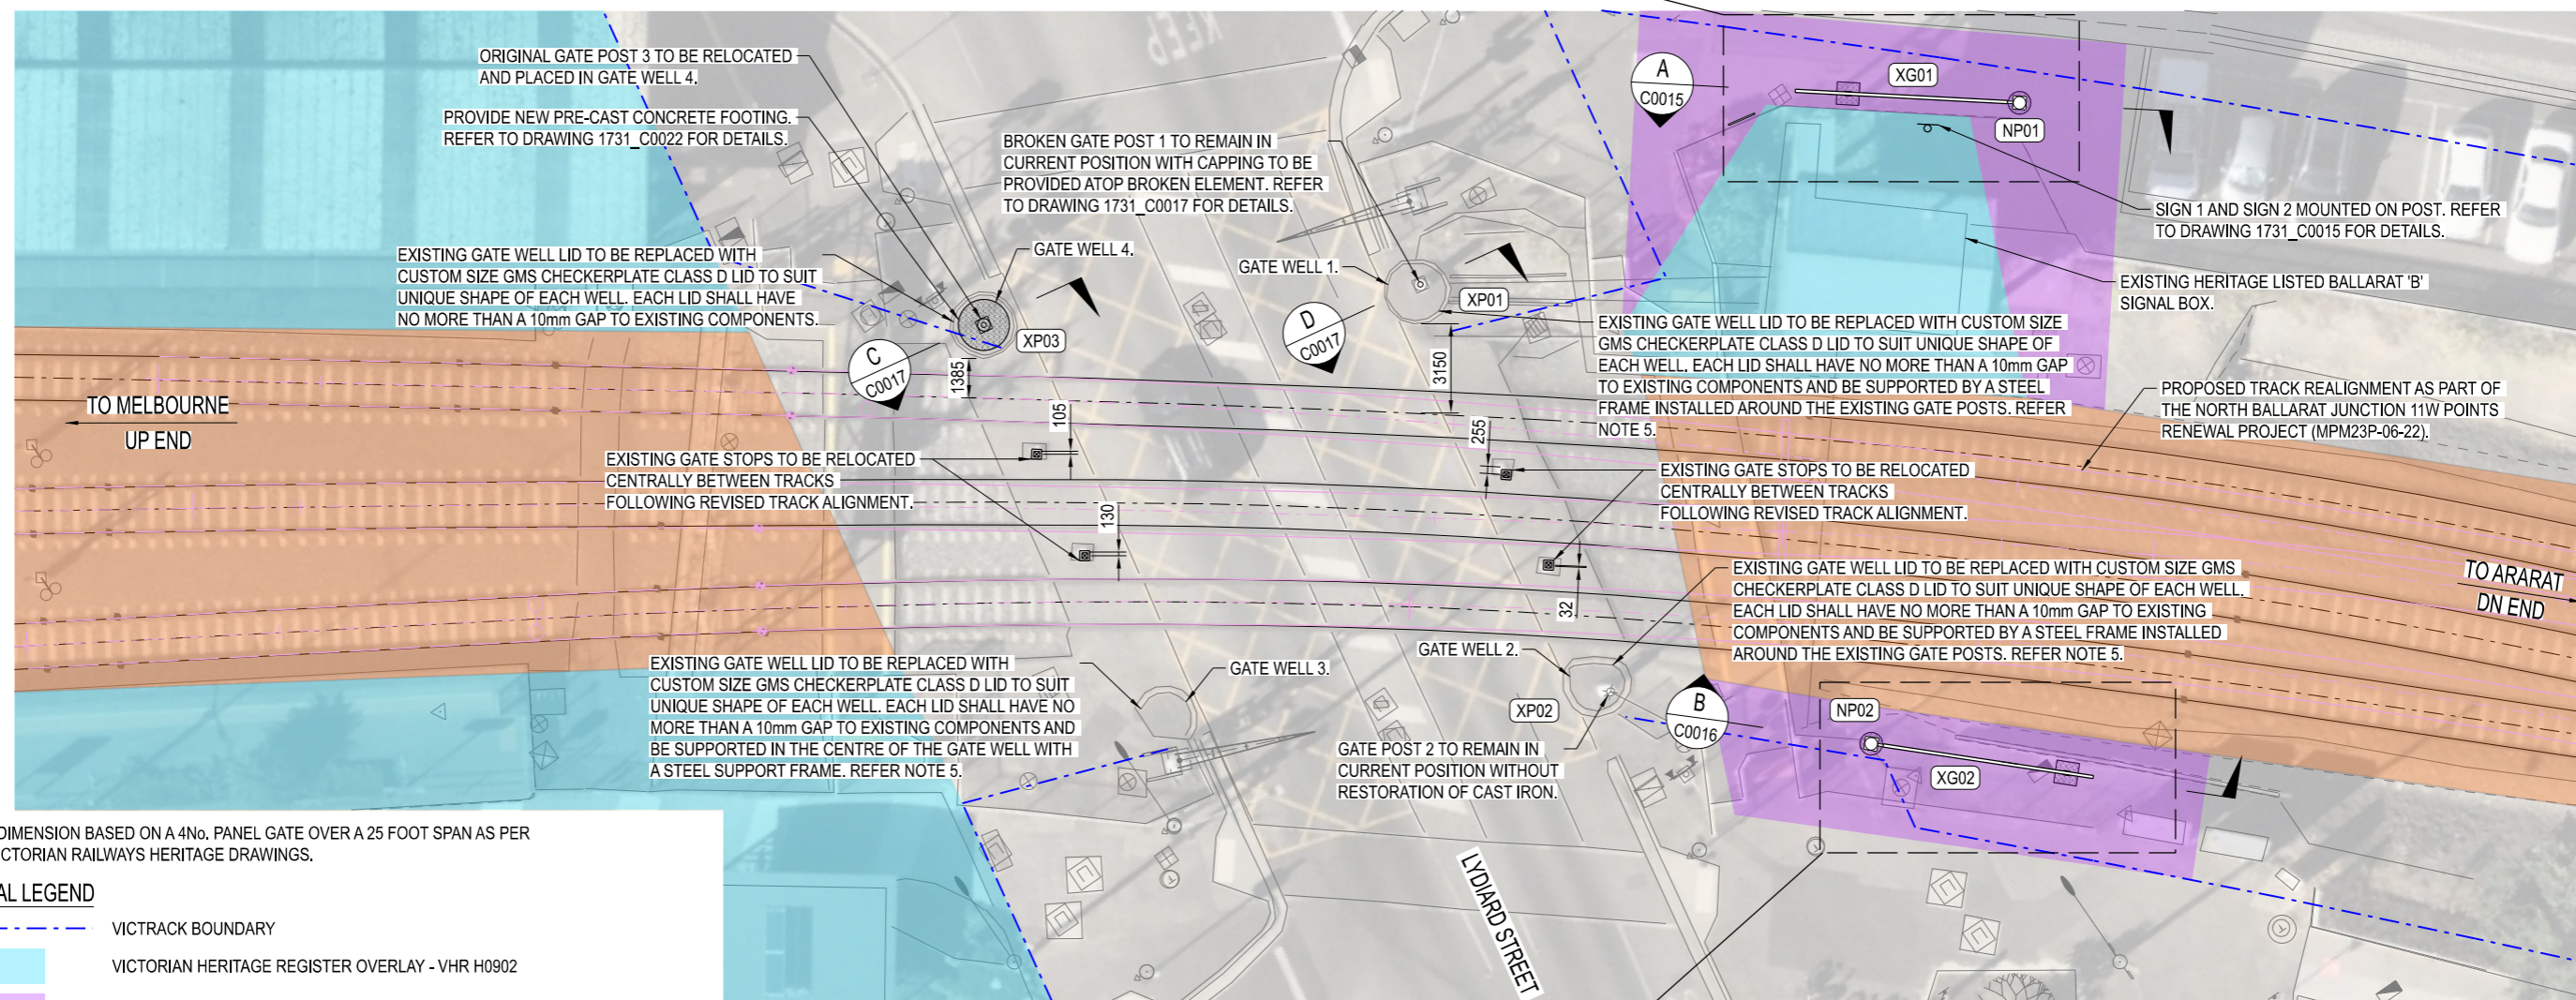 ORIGINAL GATE POST 3 TO BE RELOCATED
AND PLACED IN GATE WELL 4.
PROVIDE NEW PRE-CAST CONCRETE FOOTING.
REFER TO DRAWING 1731_C0022 FOR DETAILS.
BROKEN GATE POST 1 TO REMAIN IN
CURRENT POSITION WITH CAPPING TO BE
PROVIDED ATOP BROKEN ELEMENT. REFER
TO DRAWING 1731_C0017 FOR DETAILS.
KEEP
A
C0015
XG01
NP01
SIGN 1 AND SIGN 2 MOUNTED ON POST. REFER
TO DRAWING 1731_C0015 FOR DETAILS.
EXISTING GATE WELL LID TO BE REPLACED WITH
CUSTOM SIZE GMS CHECKERPLATE CLASS D LID TO SUIT
UNIQUE SHAPE OF EACH WELL. EACH LID SHALL HAVE
NO MORE THAN A 10mm GAP TO EXISTING COMPONENTS.
GATE WELL 4.
XP03
GATE WELL 1.
XP01
D
C0017
C
C0017
1385
3150
EXISTING HERITAGE LISTED BALLARAT 'B'
SIGNAL BOX.
EXISTING GATE WELL LID TO BE REPLACED WITH CUSTOM SIZE
GMS CHECKERPLATE CLASS D LID TO SUIT UNIQUE SHAPE OF
EACH WELL. EACH LID SHALL HAVE NO MORE THAN A 10mm GAP
TO EXISTING COMPONENTS AND BE SUPPORTED BY A STEEL
FRAME INSTALLED AROUND THE EXISTING GATE POSTS. REFER
NOTE 5.
PROPOSED TRACK REALIGNMENT AS PART OF
THE NORTH BALLARAT JUNCTION 11W POINTS
RENEWAL PROJECT (MPM23P-06-22).
TO MELBOURNE
UP END
105
255
EXISTING GATE STOPS TO BE RELOCATED
CENTRALLY BETWEEN TRACKS
FOLLOWING REVISED TRACK ALIGNMENT.
EXISTING GATE STOPS TO BE RELOCATED
CENTRALLY BETWEEN TRACKS
FOLLOWING REVISED TRACK ALIGNMENT.
130
32
EXISTING GATE WELL LID TO BE REPLACED WITH CUSTOM SIZE GMS
CHECKERPLATE CLASS D LID TO SUIT UNIQUE SHAPE OF EACH WELL.
EACH LID SHALL HAVE NO MORE THAN A 10mm GAP TO EXISTING
COMPONENTS AND BE SUPPORTED BY A STEEL FRAME INSTALLED
AROUND THE EXISTING GATE POSTS. REFER NOTE 5.
TO ARARAT
DN END
EXISTING GATE WELL LID TO BE REPLACED WITH
CUSTOM SIZE GMS CHECKERPLATE CLASS D LID TO SUIT
UNIQUE SHAPE OF EACH WELL. EACH LID SHALL HAVE NO
MORE THAN A 10mm GAP TO EXISTING COMPONENTS AND
BE SUPPORTED IN THE CENTRE OF THE GATE WELL WITH
A STEEL SUPPORT FRAME. REFER NOTE 5.
GATE WELL 3.
GATE WELL 2.
XP02
B
C0016
GATE POST 2 TO REMAIN IN
CURRENT POSITION WITHOUT
RESTORATION OF CAST IRON.
NP02
XG02
LYDIARD STREET
DIMENSION BASED ON A 4No. PANEL GATE OVER A 25 FOOT SPAN AS PER
CTORIAN RAILWAYS HERITAGE DRAWINGS.
AL LEGEND
VICTRACK BOUNDARY
VICTORIAN HERITAGE REGISTER OVERLAY - VHR H0902